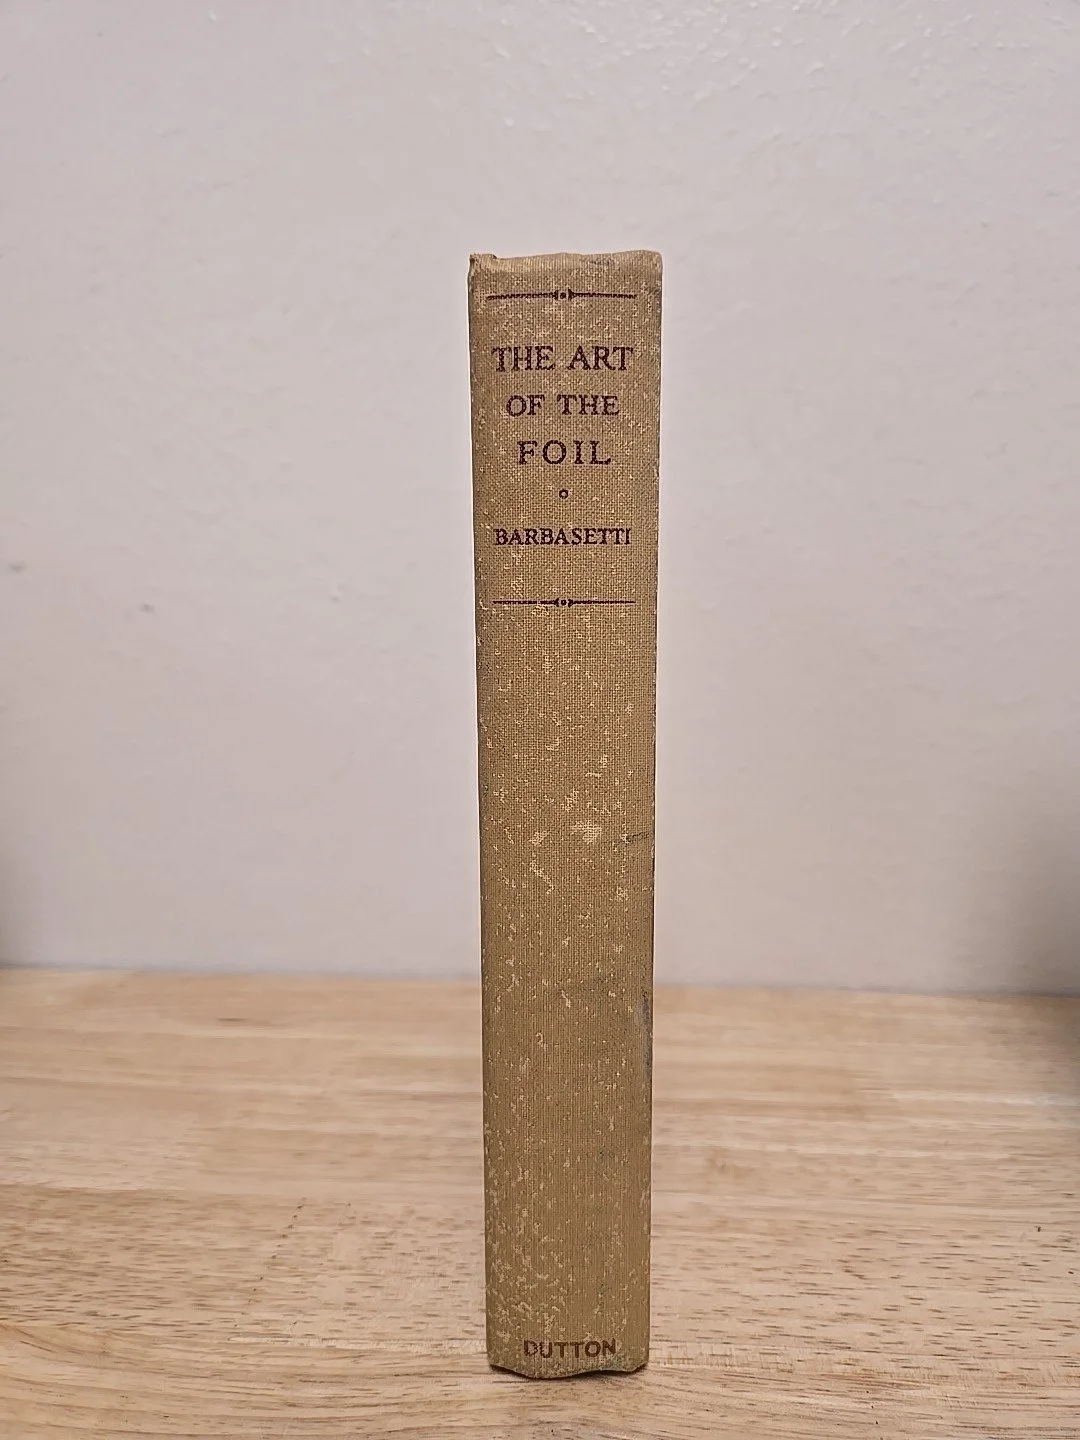 THE ART
OF THE
FOIL
BARBASETTI
DUTTON